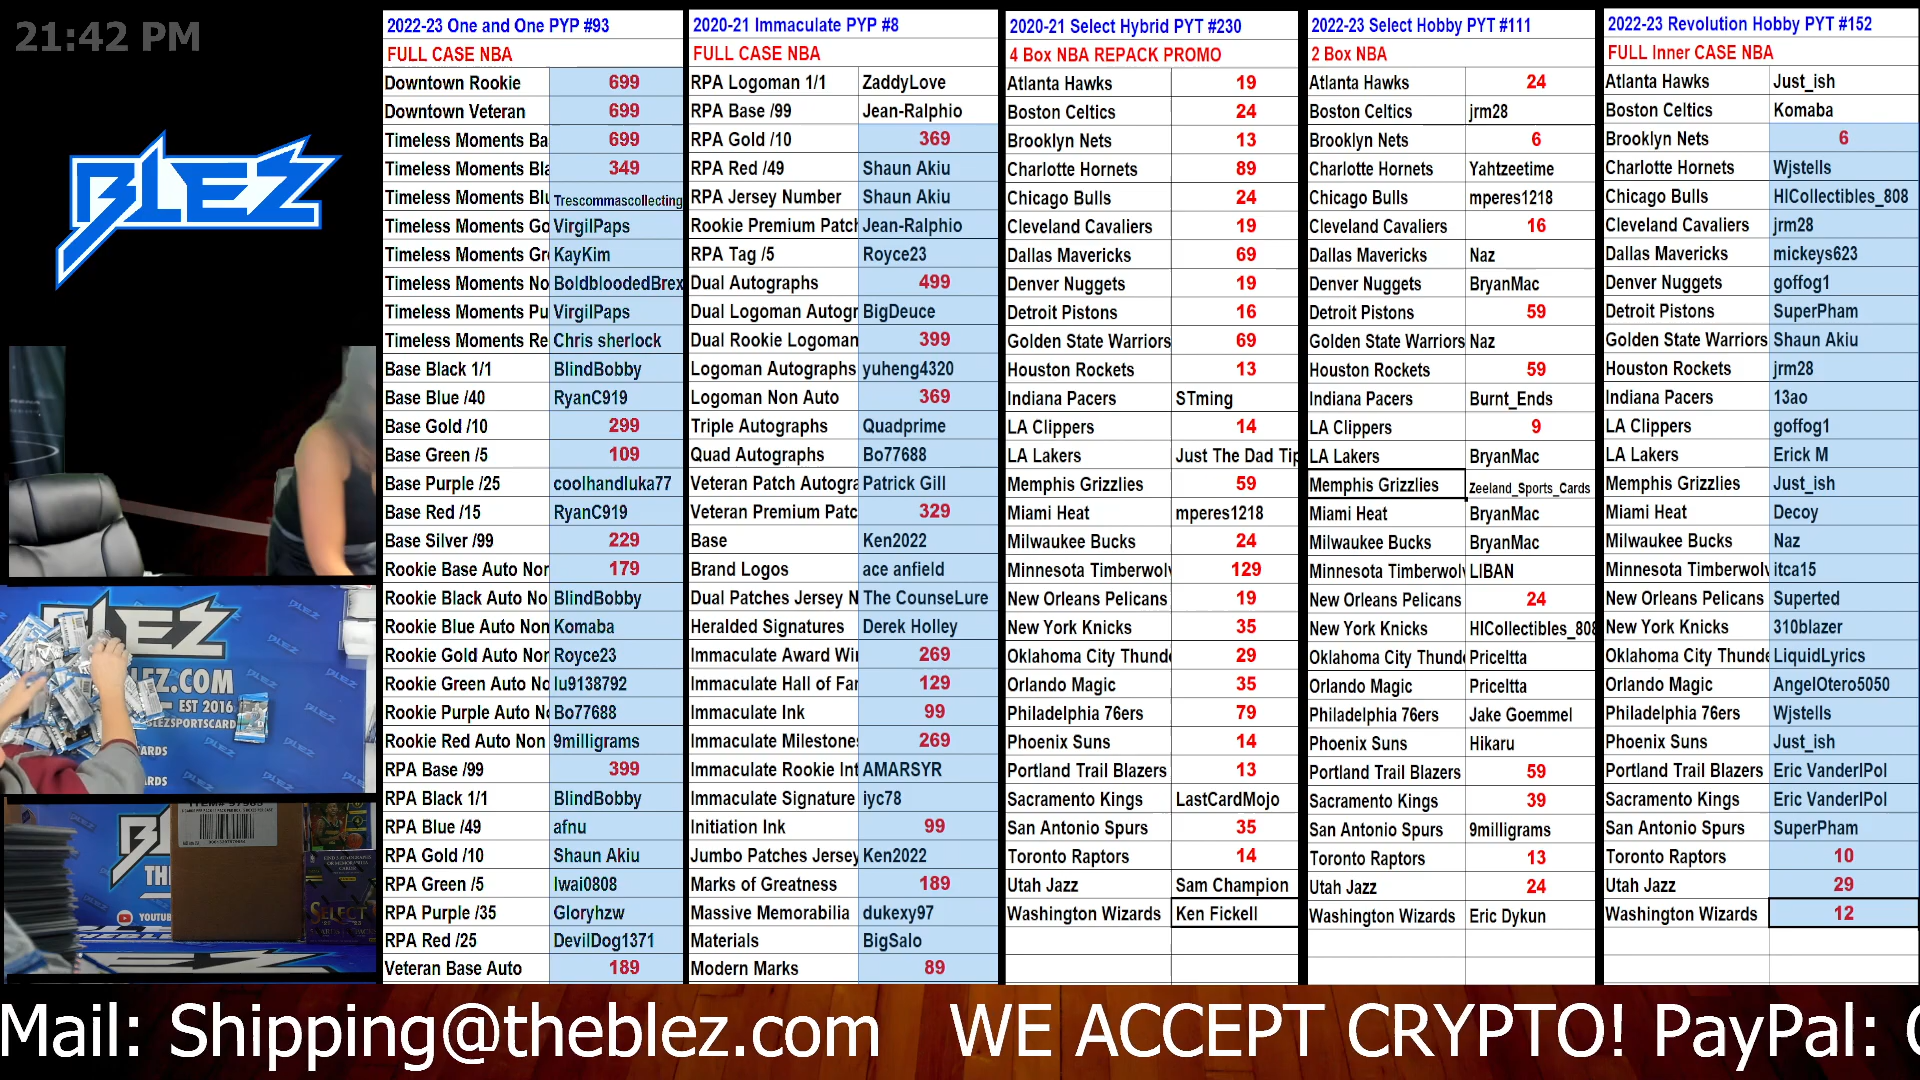 21:42 PM
BLEZ
2022-23 One and One PYP #93
FULL CASE NBA
Downtown Rookie 699
Downtown Veteran 699
Timeless Moments Ba 699
Timeless Moments Bla 349
Timeless Moments Blu Trescommascollecting
Timeless Moments Go VirgilPaps
Timeless Moments Gr KayKim
Timeless Moments No BoldbloodedBrex
Timeless Moments Pu VirgilPaps
Timeless Moments Re Chris sherlock
Base Black 1/1 BlindBobby
Base Blue /40 RyanC919
Base Gold /10 299
Base Green /5 109
Base Purple /25 coolhandluka77
Base Red /15 RyanC919
Base Silver /99 229
Rookie Base Auto Nor 179
Rookie Black Auto No BlindBobby
Rookie Blue Auto Non Komaba
Rookie Gold Auto Nor Royce23
Rookie Green Auto No lu9138792
Rookie Purple Auto No Bo77688
Rookie Red Auto Non 9milligrams
RPA Base /99 399
RPA Black 1/1 BlindBobby
RPA Blue /49 afnu
RPA Gold /10 Shaun Akiu
RPA Green /5 Iwai0808
RPA Purple /35 Gloryhzw
RPA Red /25 DevilDog1371
Veteran Base Auto 189
2020-21 Immaculate PYP #8
FULL CASE NBA
RPA Logoman 1/1 ZaddyLove
RPA Base /99 Jean-Ralphio
RPA Gold /10 369
RPA Red /49 Shaun Akiu
RPA Jersey Number Shaun Akiu
Rookie Premium Patch Jean-Ralphio
RPA Tag /5 Royce23
Dual Autographs 499
Dual Logoman Autogr BigDeuce
Dual Rookie Logoman 399
Logoman Autographs yuheng4320
Logoman Non Auto 369
Triple Autographs Quadprime
Quad Autographs Bo77688
Veteran Patch Autogra Patrick Gill
Veteran Premium Patc 329
Base Ken2022
Brand Logos ace anfield
Dual Patches Jersey N The CounseLure
Heralded Signatures Derek Holley
Immaculate Award Wi 269
Immaculate Hall of Fa 129
Immaculate Ink 99
Immaculate Milestone 269
Immaculate Rookie Int AMARSYR
Immaculate Signature iyc78
Initiation Ink 99
Jumbo Patches Jersey Ken2022
Marks of Greatness 189
Massive Memorabilia dukexy97
Materials BigSalo
Modern Marks 89
2020-21 Select Hybrid PYT #230
4 Box NBA REPACK PROMO
Atlanta Hawks 19
Boston Celtics 24
Brooklyn Nets 13
Charlotte Hornets 89
Chicago Bulls 24
Cleveland Cavaliers 19
Dallas Mavericks 69
Denver Nuggets 19
Detroit Pistons 16
Golden State Warriors 69
Houston Rockets 13
Indiana Pacers STming
LA Clippers 14
LA Lakers Just The Dad Tip
Memphis Grizzlies 59
Miami Heat mperes1218
Milwaukee Bucks 24
Minnesota Timberwolv 129
New Orleans Pelicans 19
New York Knicks 35
Oklahoma City Thund 29
Orlando Magic 35
Philadelphia 76ers 79
Phoenix Suns 14
Portland Trail Blazers 13
Sacramento Kings LastCardMojo
San Antonio Spurs 35
Toronto Raptors 14
Utah Jazz Sam Champion
Washington Wizards Ken Fickell
2022-23 Select Hobby PYT #111
2 Box NBA
Atlanta Hawks 24
Boston Celtics jrm28
Brooklyn Nets 6
Charlotte Hornets Yahtzeetime
Chicago Bulls mperes1218
Cleveland Cavaliers 16
Dallas Mavericks Naz
Denver Nuggets BryanMac
Detroit Pistons 59
Golden State Warriors Naz
Houston Rockets 59
Indiana Pacers Burnt_Ends
LA Clippers 9
LA Lakers BryanMac
Memphis Grizzlies Zeeland_Sports_Cards
Miami Heat BryanMac
Milwaukee Bucks BryanMac
Minnesota Timberwolv LIBAN
New Orleans Pelicans 24
New York Knicks HICollectibles_808
Oklahoma City Thund Priceltta
Orlando Magic Priceltta
Philadelphia 76ers Jake Goemmel
Phoenix Suns Hikaru
Portland Trail Blazers 59
Sacramento Kings 39
San Antonio Spurs 9milligrams
Toronto Raptors 13
Utah Jazz 24
Washington Wizards Eric Dykun
2022-23 Revolution Hobby PYT #152
FULL Inner CASE NBA
Atlanta Hawks Just_ish
Boston Celtics Komaba
Brooklyn Nets 6
Charlotte Hornets Wjstells
Chicago Bulls HICollectibles_808
Cleveland Cavaliers jrm28
Dallas Mavericks mickeys623
Denver Nuggets goffog1
Detroit Pistons SuperPham
Golden State Warriors Shaun Akiu
Houston Rockets jrm28
Indiana Pacers 13ao
LA Clippers goffog1
LA Lakers Erick M
Memphis Grizzlies Just_ish
Miami Heat Decoy
Milwaukee Bucks Naz
Minnesota Timberwolv itca15
New Orleans Pelicans Superted
New York Knicks 310blazer
Oklahoma City Thunde LiquidLyrics
Orlando Magic AngelOtero5050
Philadelphia 76ers Wjstells
Phoenix Suns Just_ish
Portland Trail Blazers Eric VanderlPol
Sacramento Kings Eric VanderlPol
San Antonio Spurs SuperPham
Toronto Raptors 10
Utah Jazz 29
Washington Wizards 12
LEZ
EZ.COM
EST 2016
BLEZSPORTSCARD
ARDS
ARDS
TH
YOUTUB
SELECT
Mail: Shipping@theblez.com WE ACCEPT CRYPTO! PayPal: